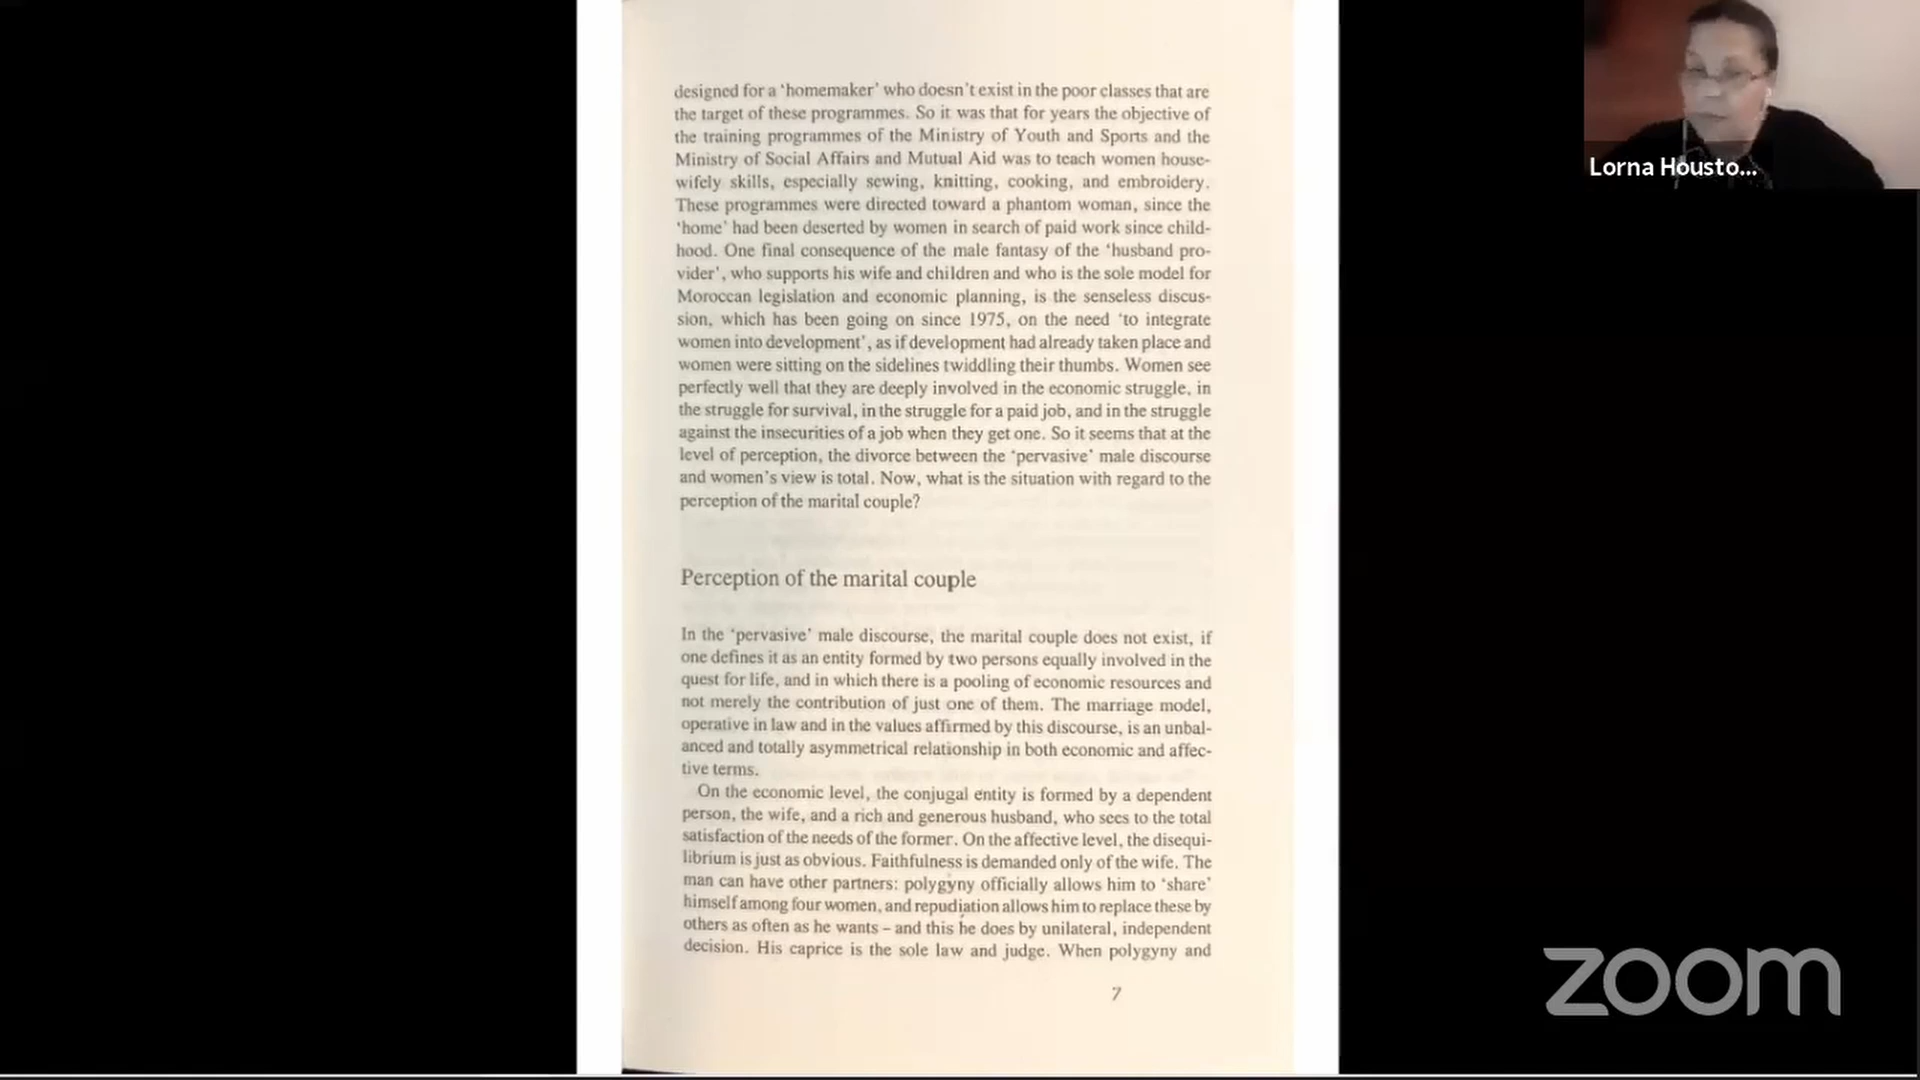 designed for a ‘homemaker’ who doesn’t exist in the poor classes that are
the target of these programmes. So it was that for years the objective of
the training programmes of the Ministry of Youth and Sports and the
Ministry of Social Affairs and Mutual Aid was to teach women house-
wifely skills, especially sewing, knitting, cooking, and embroidery.
These programmes were directed toward a phantom woman, since the
‘home’ had been deserted by women in search of paid work since child-
hood. One final consequence of the male fantasy of the ‘husband pro-
vider’, who supports his wife and children and who is the sole model for
Moroccan legislation and economic planning, is the senseless discus-
sion, which has been going on since 1975, on the need ‘to integrate
women into development’, as if development had already taken place and
women were sitting on the sidelines twiddling their thumbs. Women see
perfectly well that they are deeply involved in the economic struggle, in
the struggle for survival, in the struggle for a paid job, and in the struggle
against the insecurities of a job when they get one. So it seems that at the
level of perception, the divorce between the ‘pervasive’ male discourse
and women’s view is total. Now, what is the situation with regard to the
perception of the marital couple?
Perception of the marital couple
In the ‘pervasive’ male discourse, the marital couple does not exist, if
one defines it as an entity formed by two persons equally involved in the
quest for life, and in which there is a pooling of economic resources and
not merely the contribution of just one of them. The marriage model,
operative in law and in the values affirmed by this discourse, is an unbal-
anced and totally asymmetrical relationship in both economic and affec-
tive terms.
On the economic level, the conjugal entity is formed by a dependent
person, the wife, and a rich and generous husband, who sees to the total
satisfaction of the needs of the former. On the affective level, the disequi-
librium is just as obvious. Faithfulness is demanded only of the wife. The
man can have other partners: polygyny officially allows him to ‘share’
himself among four women, and repudiation allows him to replace these by
others as often as he wants – and this he does by unilateral, independent
decision. His caprice is the sole law and judge. When polygyny and
7
Lorna Housto...
zoom